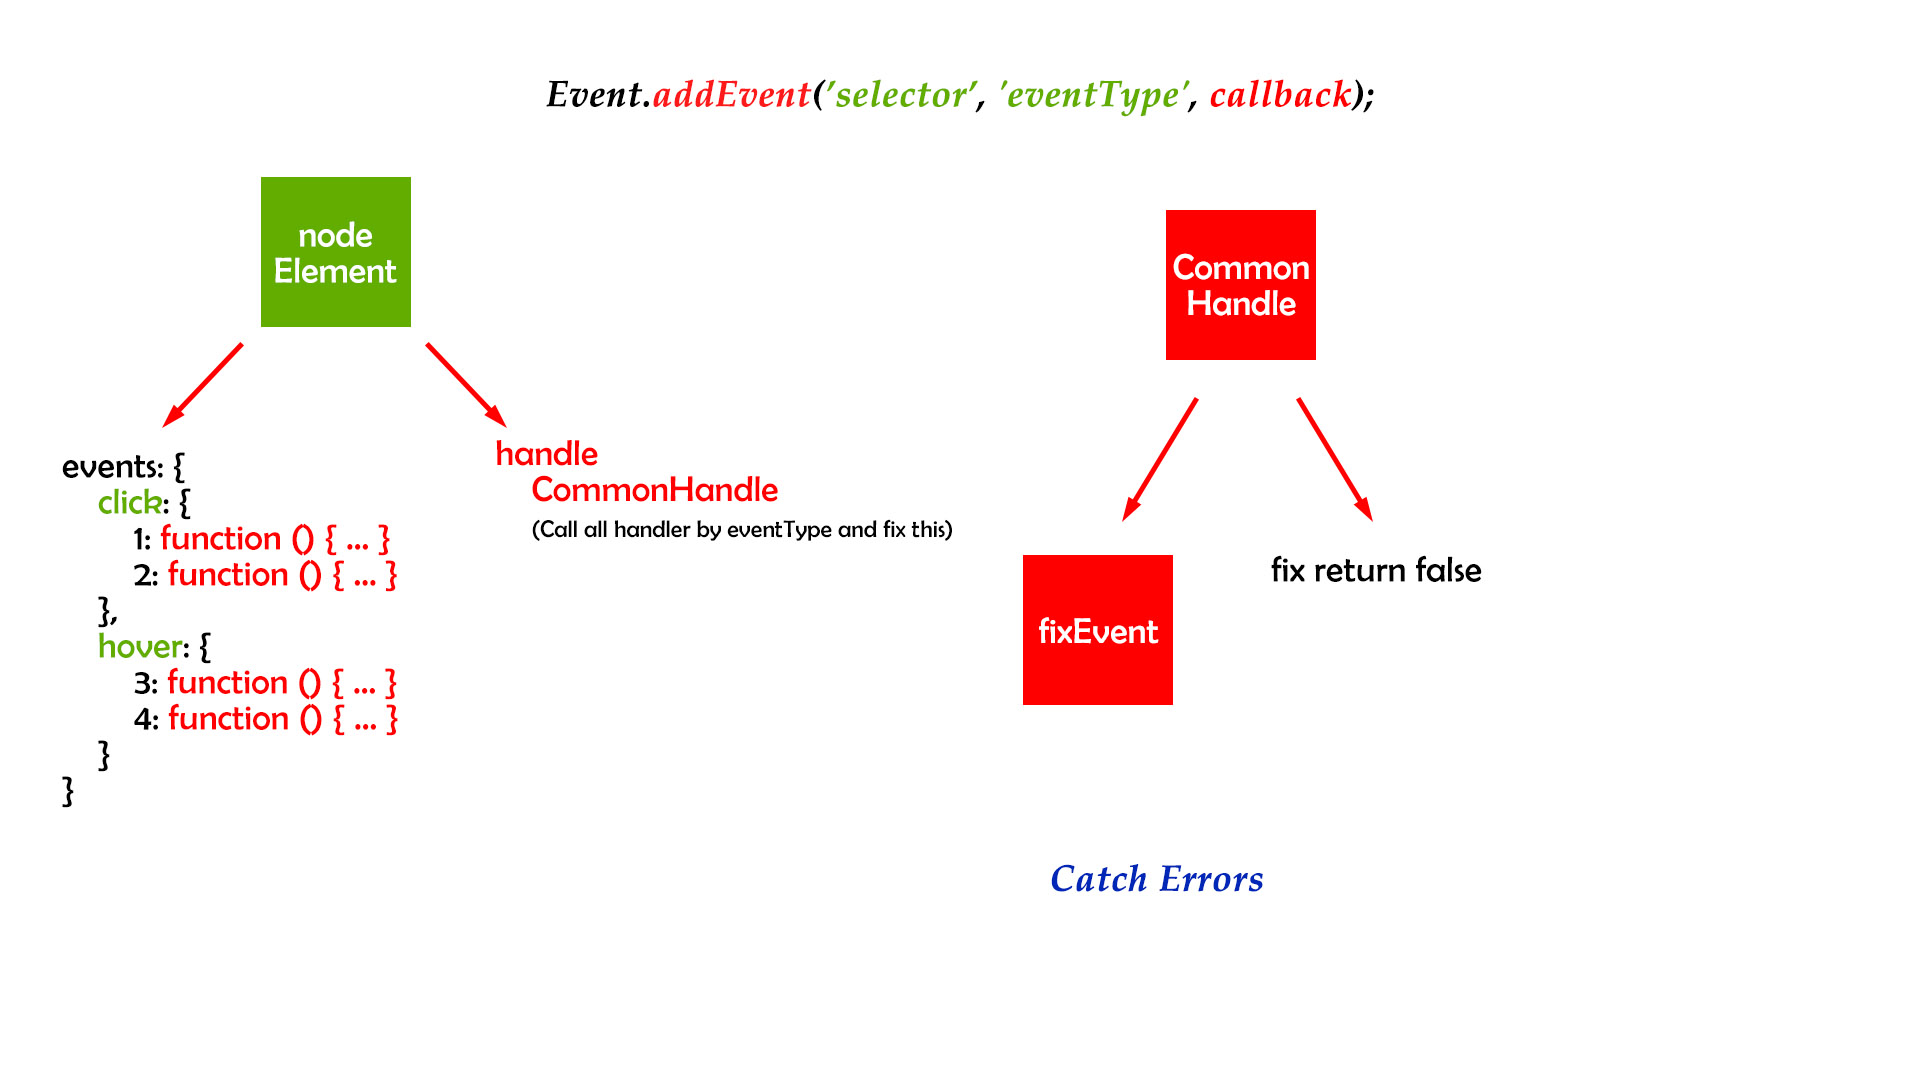 Event.addEvent('selector', 'eventType', callback);
node
Element
events: {
click: {
1: function () { ... }
2: function () { ... }
},
hover: {
3: function () { ... }
4: function () { ... }
}
}
handle
CommonHandle
(Call all handler by eventType and fix this)
Common
Handle
fixEvent
fix return false
Catch Errors